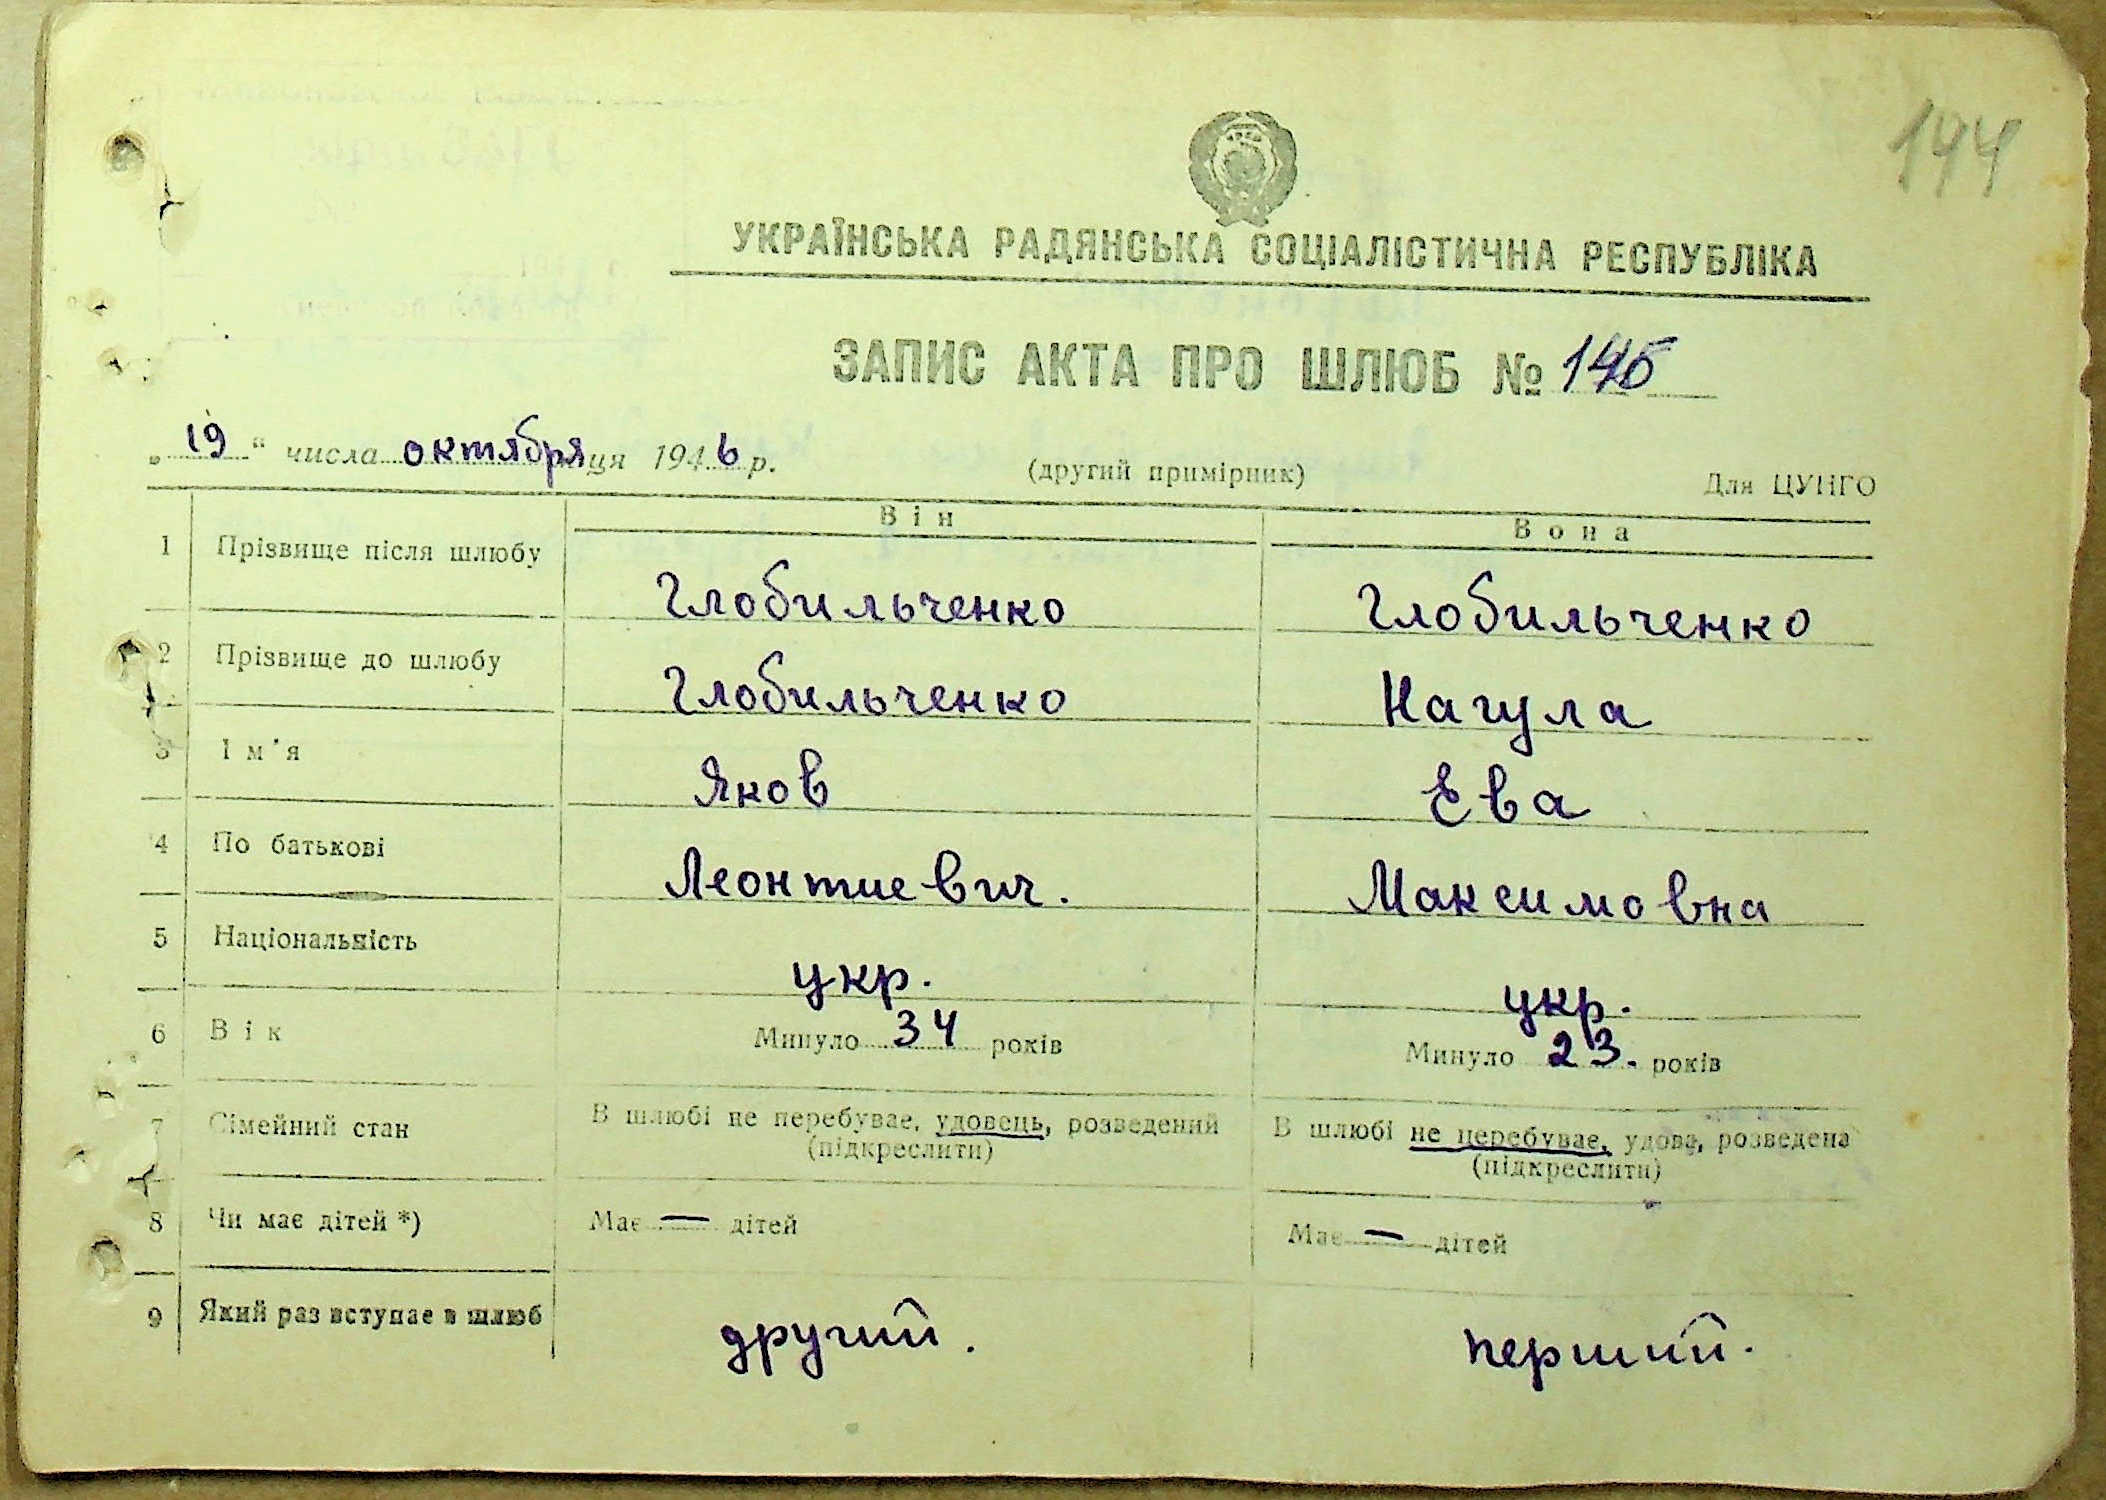 144
УКРАЇНСЬКА РАДЯНСЬКА СОЦІАЛІСТИЧНА РЕСПУБЛІКА
ЗАПИС АКТА ПРО ШЛЮБ № 145
„19“ числа октября ця 1946 р.
(другий примірник)
Для ЦУНГО
Він Вона
1 Прізвище після шлюбу Глобильченко Глобильченко
2 Прізвище до шлюбу Глобильченко Нагула
3 Ім'я Яков Ева
4 По батькові Леонтиевич. Максимовна
5 Національність укр. укр.
6 Вік Минуло 34 років Минуло 23. років
7 Сімейний стан В шлюбі не перебуває, удовець, розведений В шлюбі не перебуває, удова, розведена
(підкреслити) (підкреслити)
8 Чи має дітей *) Має — дітей Має — дітей
9 Який раз вступає в шлюб другий. перший.